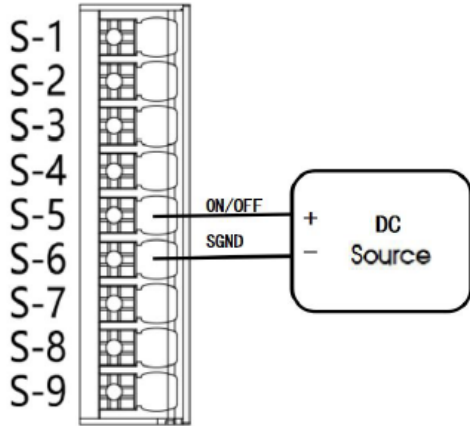 S-1
S-2
S-3
S-4
S-5
ON/OFF
+
DC
S-6
SGND
−
Source
S-7
S-8
S-9